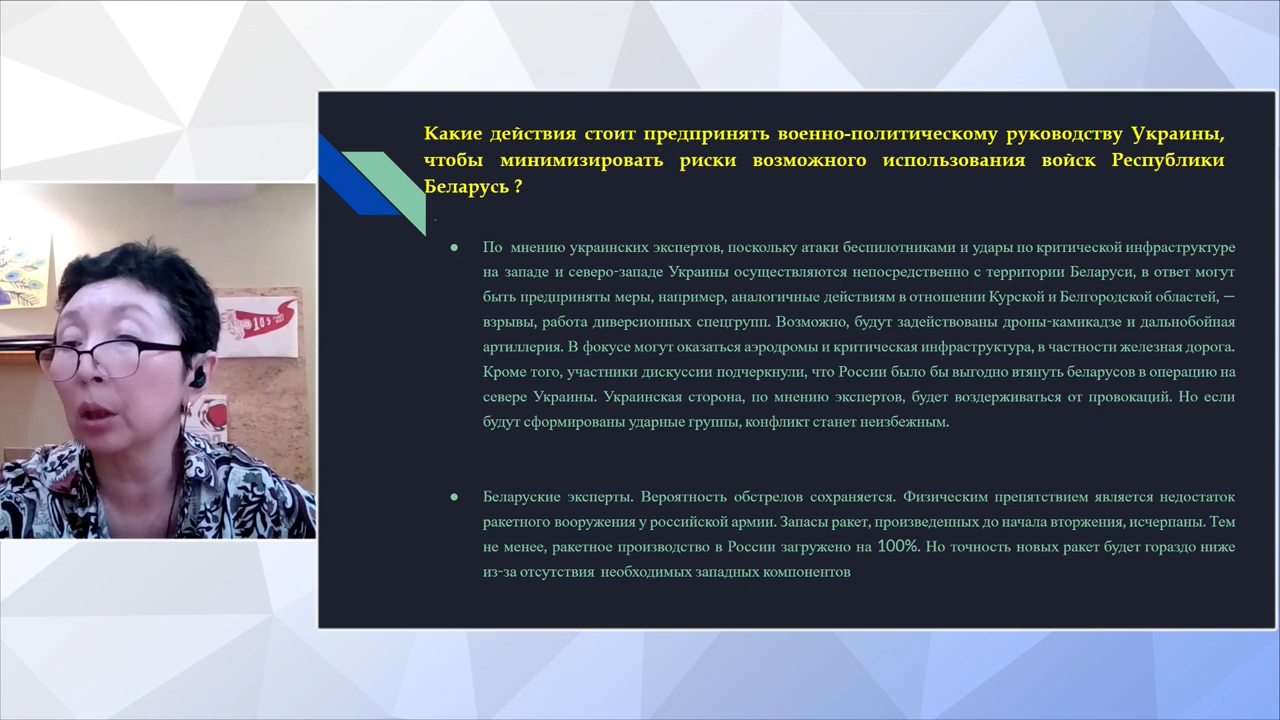 Какие действия стоит предпринять военно-политическому руководству Украины,
чтобы минимизировать риски возможного использования войск Республики
Беларусь ?
.
● По мнению украинских экспертов, поскольку атаки беспилотниками и удары по критической инфраструктуре
на западе и северо-западе Украины осуществляются непосредственно с территории Беларуси, в ответ могут
быть предприняты меры, например, аналогичные действиям в отношении Курской и Белгородской областей, —
взрывы, работа диверсионных спецгрупп. Возможно, будут задействованы дроны-камикадзе и дальнобойная
артиллерия. В фокусе могут оказаться аэродромы и критическая инфраструктура, в частности железная дорога.
Кроме того, участники дискуссии подчеркнули, что России было бы выгодно втянуть беларусов в операцию на
севере Украины. Украинская сторона, по мнению экспертов, будет воздерживаться от провокаций. Но если
будут сформированы ударные группы, конфликт станет неизбежным.
● Беларуские эксперты. Вероятность обстрелов сохраняется. Физическим препятствием является недостаток
ракетного вооружения у российской армии. Запасы ракет, произведенных до начала вторжения, исчерпаны. Тем
не менее, ракетное производство в России загружено на 100%. Но точность новых ракет будет гораздо ниже
из-за отсутствия необходимых западных компонентов